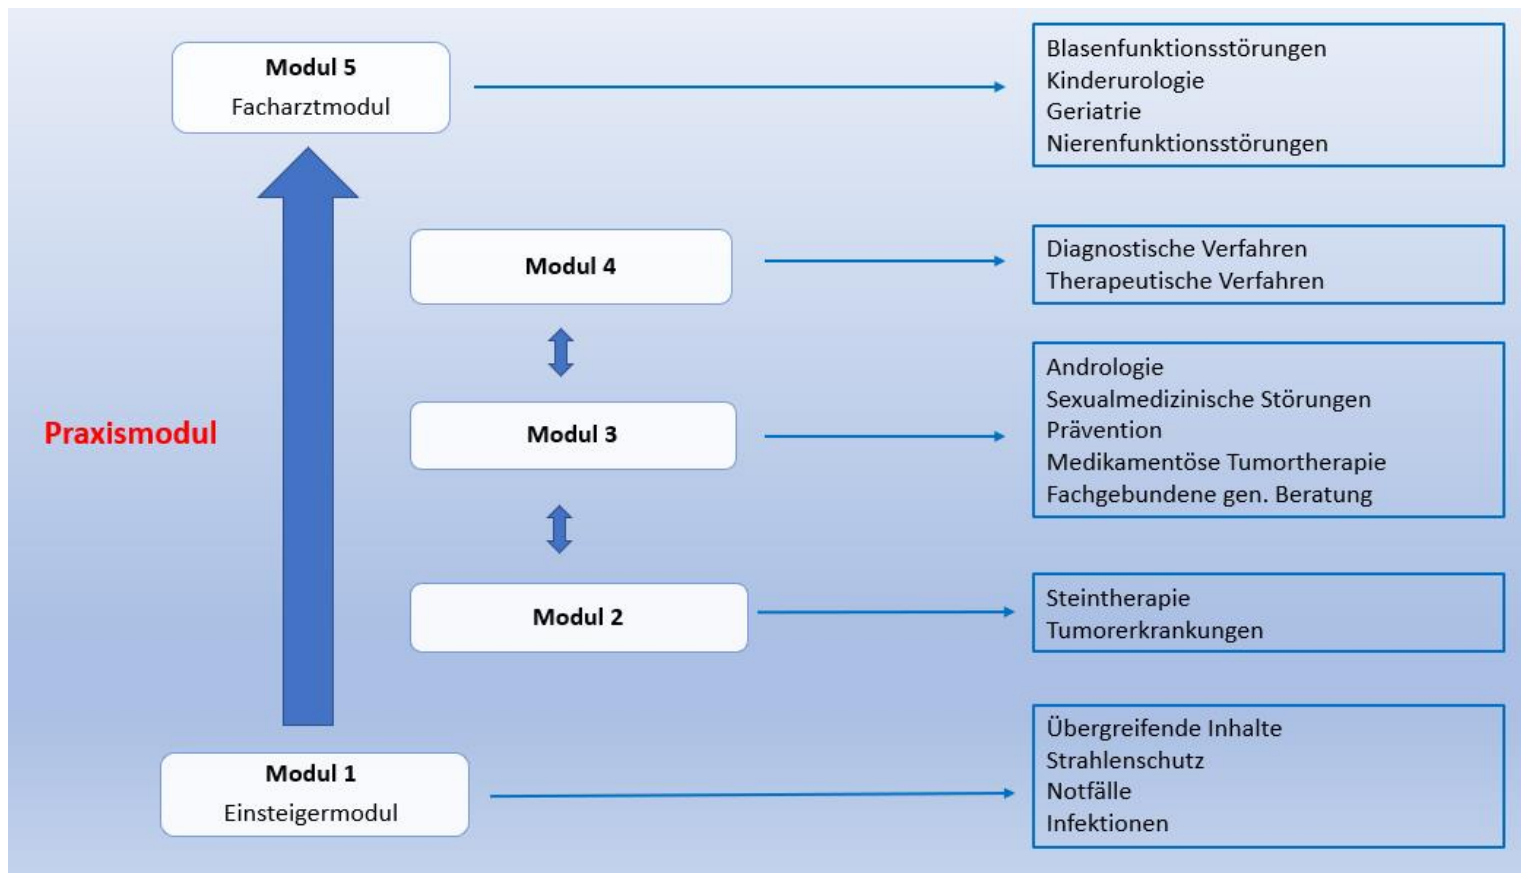 Modul 5
Facharztmodul
Blasenfunktionsstörungen
Kinderurologie
Geriatrie
Nierenfunktionsstörungen
Modul 4
Diagnostische Verfahren
Therapeutische Verfahren
Praxismodul
Modul 3
Andrologie
Sexualmedizinische Störungen
Prävention
Medikamentöse Tumortherapie
Fachgebundene gen. Beratung
Modul 2
Steintherapie
Tumorerkrankungen
Modul 1
Einsteigermodul
Übergreifende Inhalte
Strahlenschutz
Notfälle
Infektionen